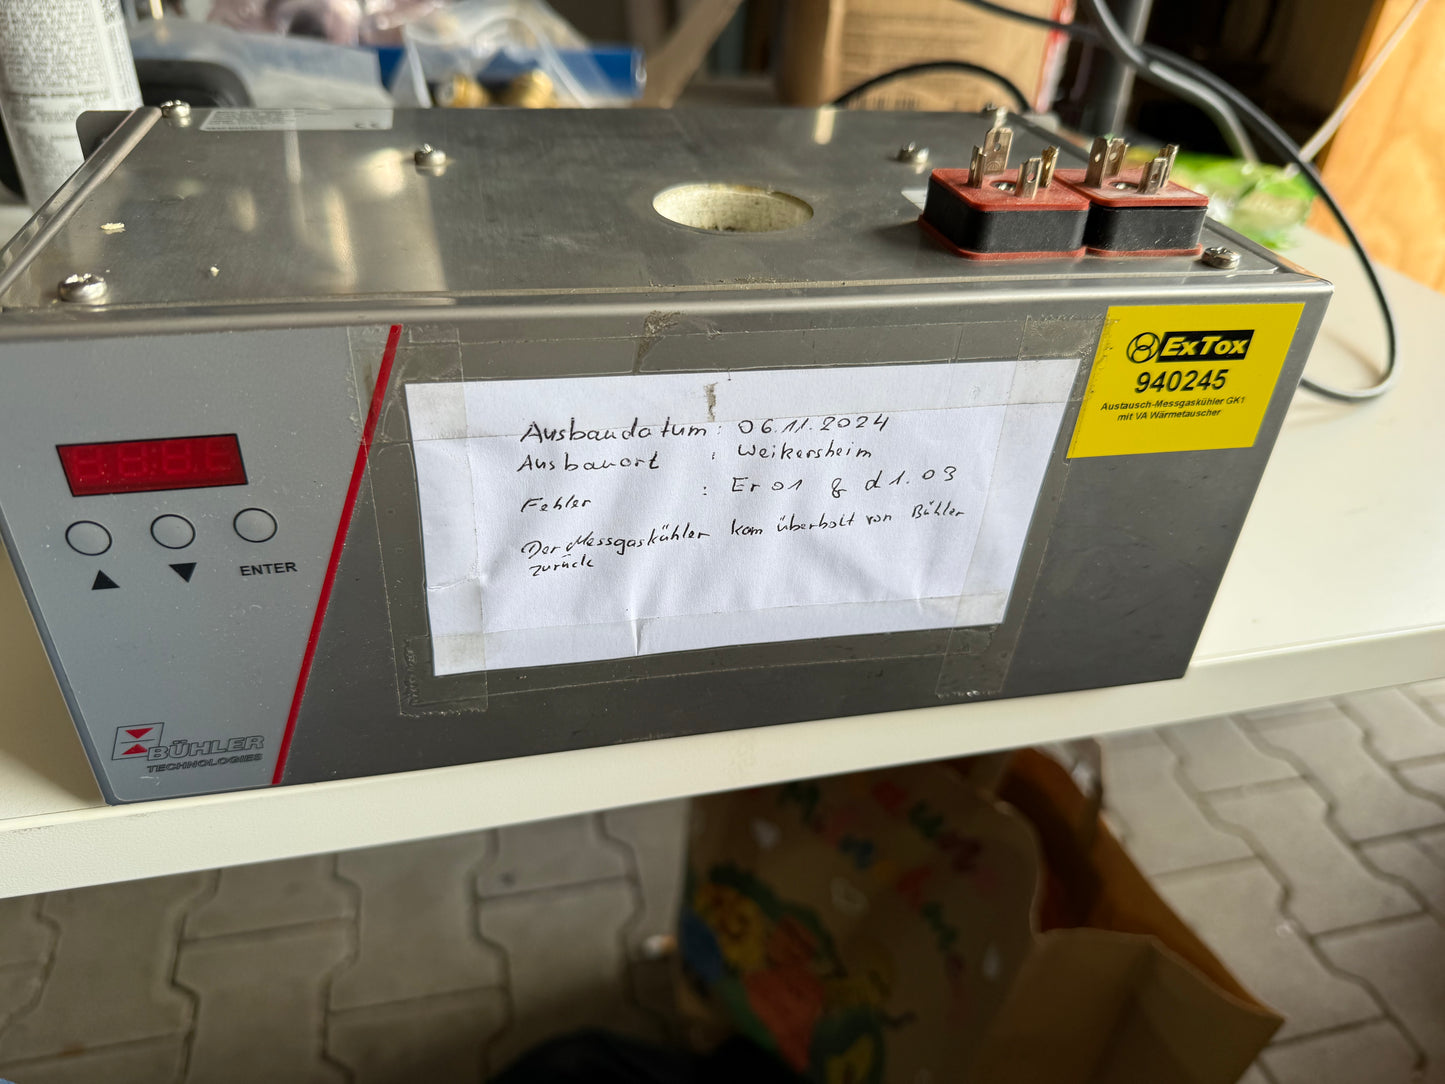 ExTox
940245
Austausch-Messgaskühler GK1
mit VA Wärmetauscher
Ausbaudatum : 06.11.2024
Ausbauort : Weikersheim
Fehler : Er 01 & d1.03
Der Messgaskühler kam überholt von Bühler
zurück
ENTER
BÜHLER
TECHNOLOGIES
CE